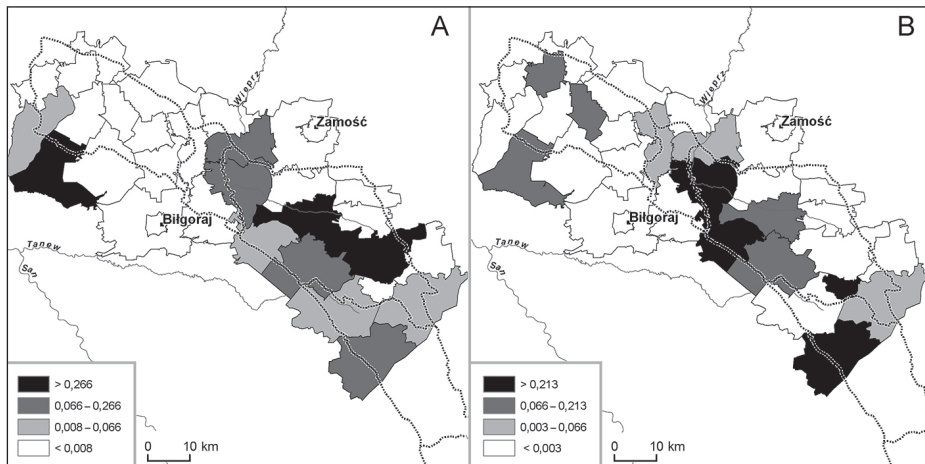 A
Wieprz
Zamość
Biłgoraj
Tanew
San
> 0,266
0,066 – 0,266
0,008 – 0,066
< 0,008
0 10 km
B
Wieprz
Zamość
Biłgoraj
Tanew
San
> 0,213
0,066 – 0,213
0,003 – 0,066
< 0,003
0 10 km